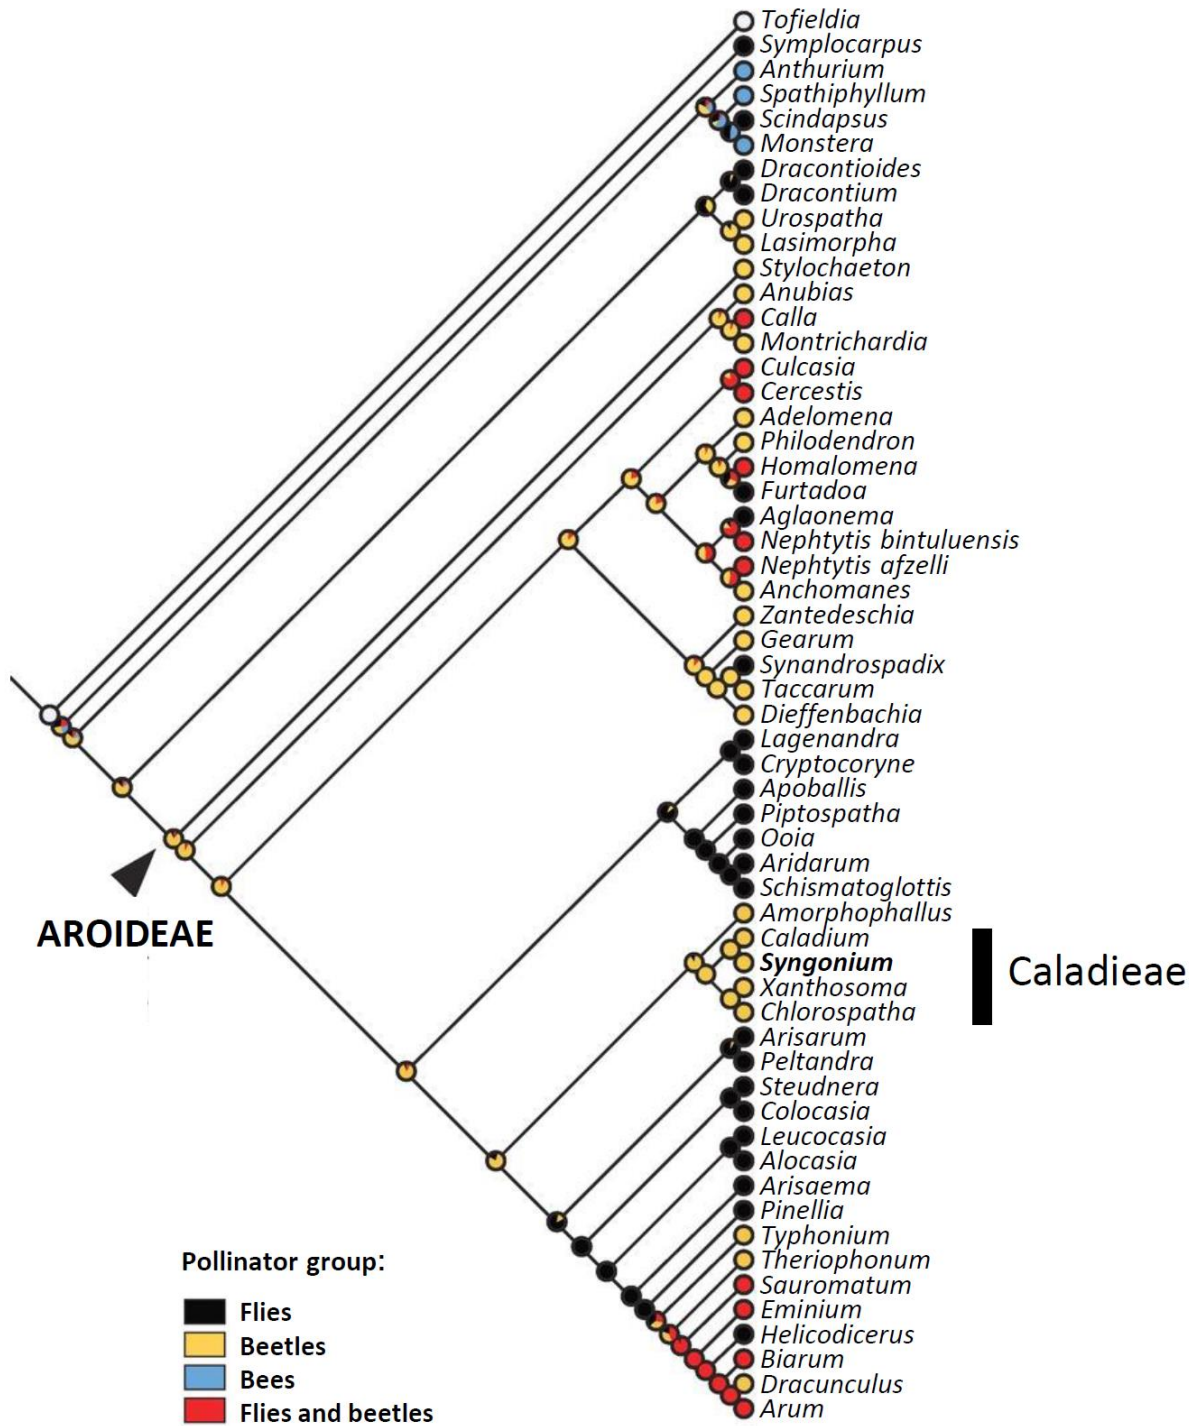 Tofieldia
Symplocarpus
Anthurium
Spathiphyllum
Scindapsus
Monstera
Dracontioides
Dracontium
Urospatha
Lasimorpha
Stylochaeton
Anubias
Calla
Montrichardia
Culcasia
Cercestis
Adelomena
Philodendron
Homalomena
Furtadoa
Aglaonema
Nephtytis bintuluensis
Nephtytis afzelli
Anchomanes
Zantedeschia
Gearum
Synandrospadix
Taccarum
Dieffenbachia
Lagenandra
Cryptocoryne
Apoballis
Piptospatha
Ooia
Aridarum
Schismatoglottis
AROIDEAE
Amorphophallus
Caladium
Syngonium
Xanthosoma
Chlorospatha
Caladieae
Arisarum
Peltandra
Steudnera
Colocasia
Leucocasia
Alocasia
Arisaema
Pinellia
Typhonium
Theriophonum
Sauromatum
Eminium
Helicodicerus
Biarum
Dracunculus
Arum
Pollinator group:
Flies
Beetles
Bees
Flies and beetles